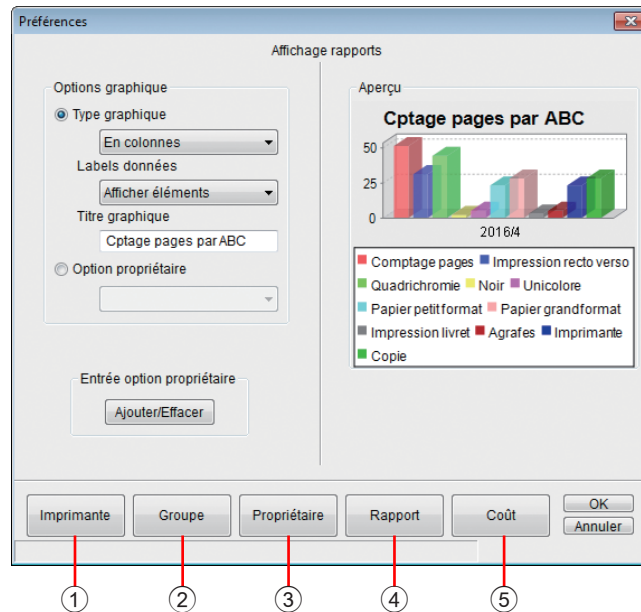 Préférences
Affichage rapports
Options graphique
Type graphique
En colonnes
Labels données
Afficher éléments
Titre graphique
Cptage pages par ABC
Option propriétaire
Entrée option propriétaire
Ajouter/Effacer
Aperçu
Cptage pages par ABC
50
25
0
2016/4
Comptage pages Impression recto verso
Quadrichromie Noir Unicolore
Papier petit format Papier grand format
Impression livret Agrafes Imprimante
Copie
Imprimante Groupe Propriétaire Rapport Coût
OK
Annuler
1 2 3 4 5